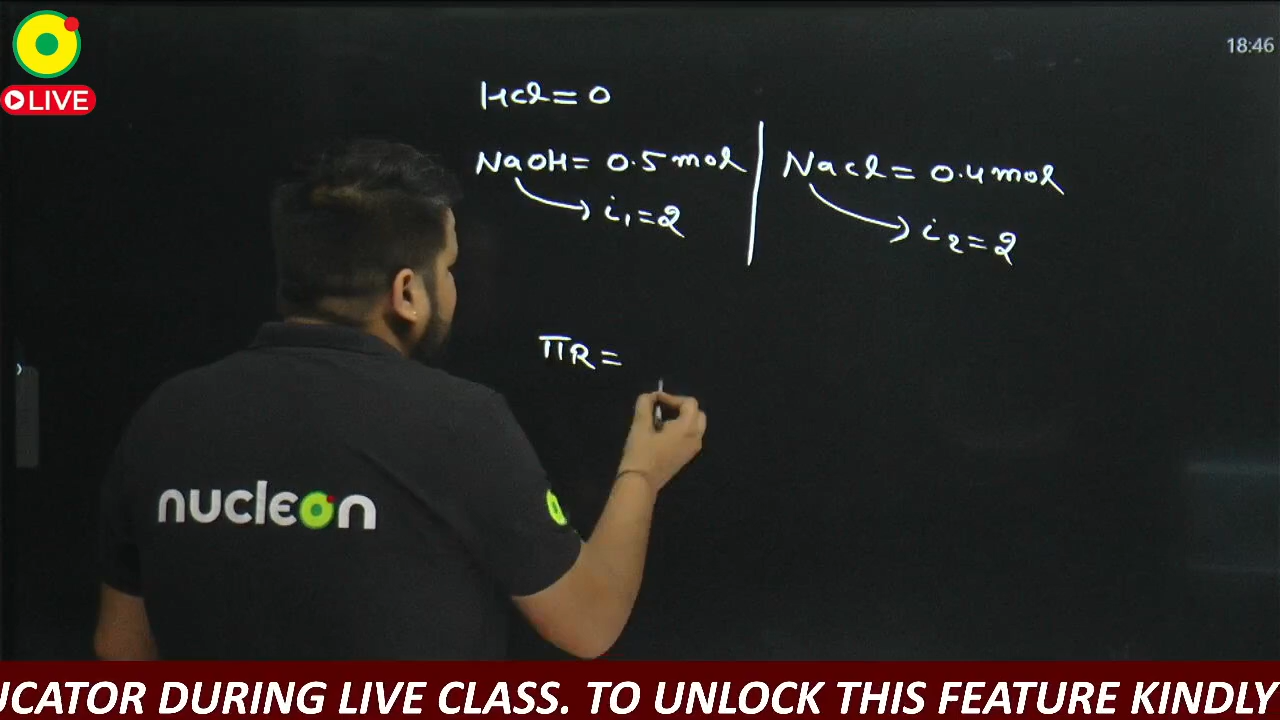 18:46
LIVE
HCl = 0
NaOH = 0.5 mol
NaCl = 0.4 mol
i₁ = 2
i₂ = 2
πR =
nucleon
UCATOR DURING LIVE CLASS. TO UNLOCK THIS FEATURE KINDLY